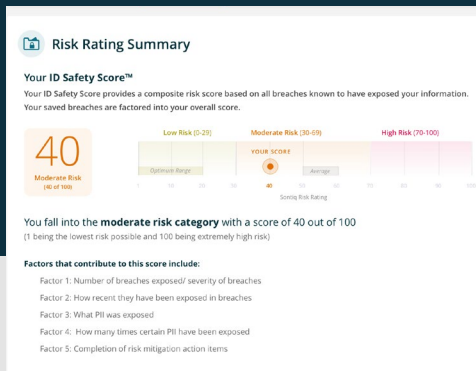 Risk Rating Summary
Your ID Safety Score™
Your ID Safety Score provides a composite risk score based on all breaches known to have exposed your information.
Your saved breaches are factored into your overall score.
40
Moderate Risk
(40 of 100)
Low Risk (0-29) Moderate Risk (30-69) High Risk (70-100)
YOUR SCORE
Optimum Range Average
1 10 20 30 40 50 60 70 80 90 100
Sontiq Risk Rating
You fall into the moderate risk category with a score of 40 out of 100
(1 being the lowest risk possible and 100 being extremely high risk)
Factors that contribute to this score include:
Factor 1: Number of breaches exposed/ severity of breaches
Factor 2: How recently they have been exposed in breaches
Factor 3: What PII was exposed
Factor 4: How many times certain PII have been exposed
Factor 5: Completion of risk mitigation action items